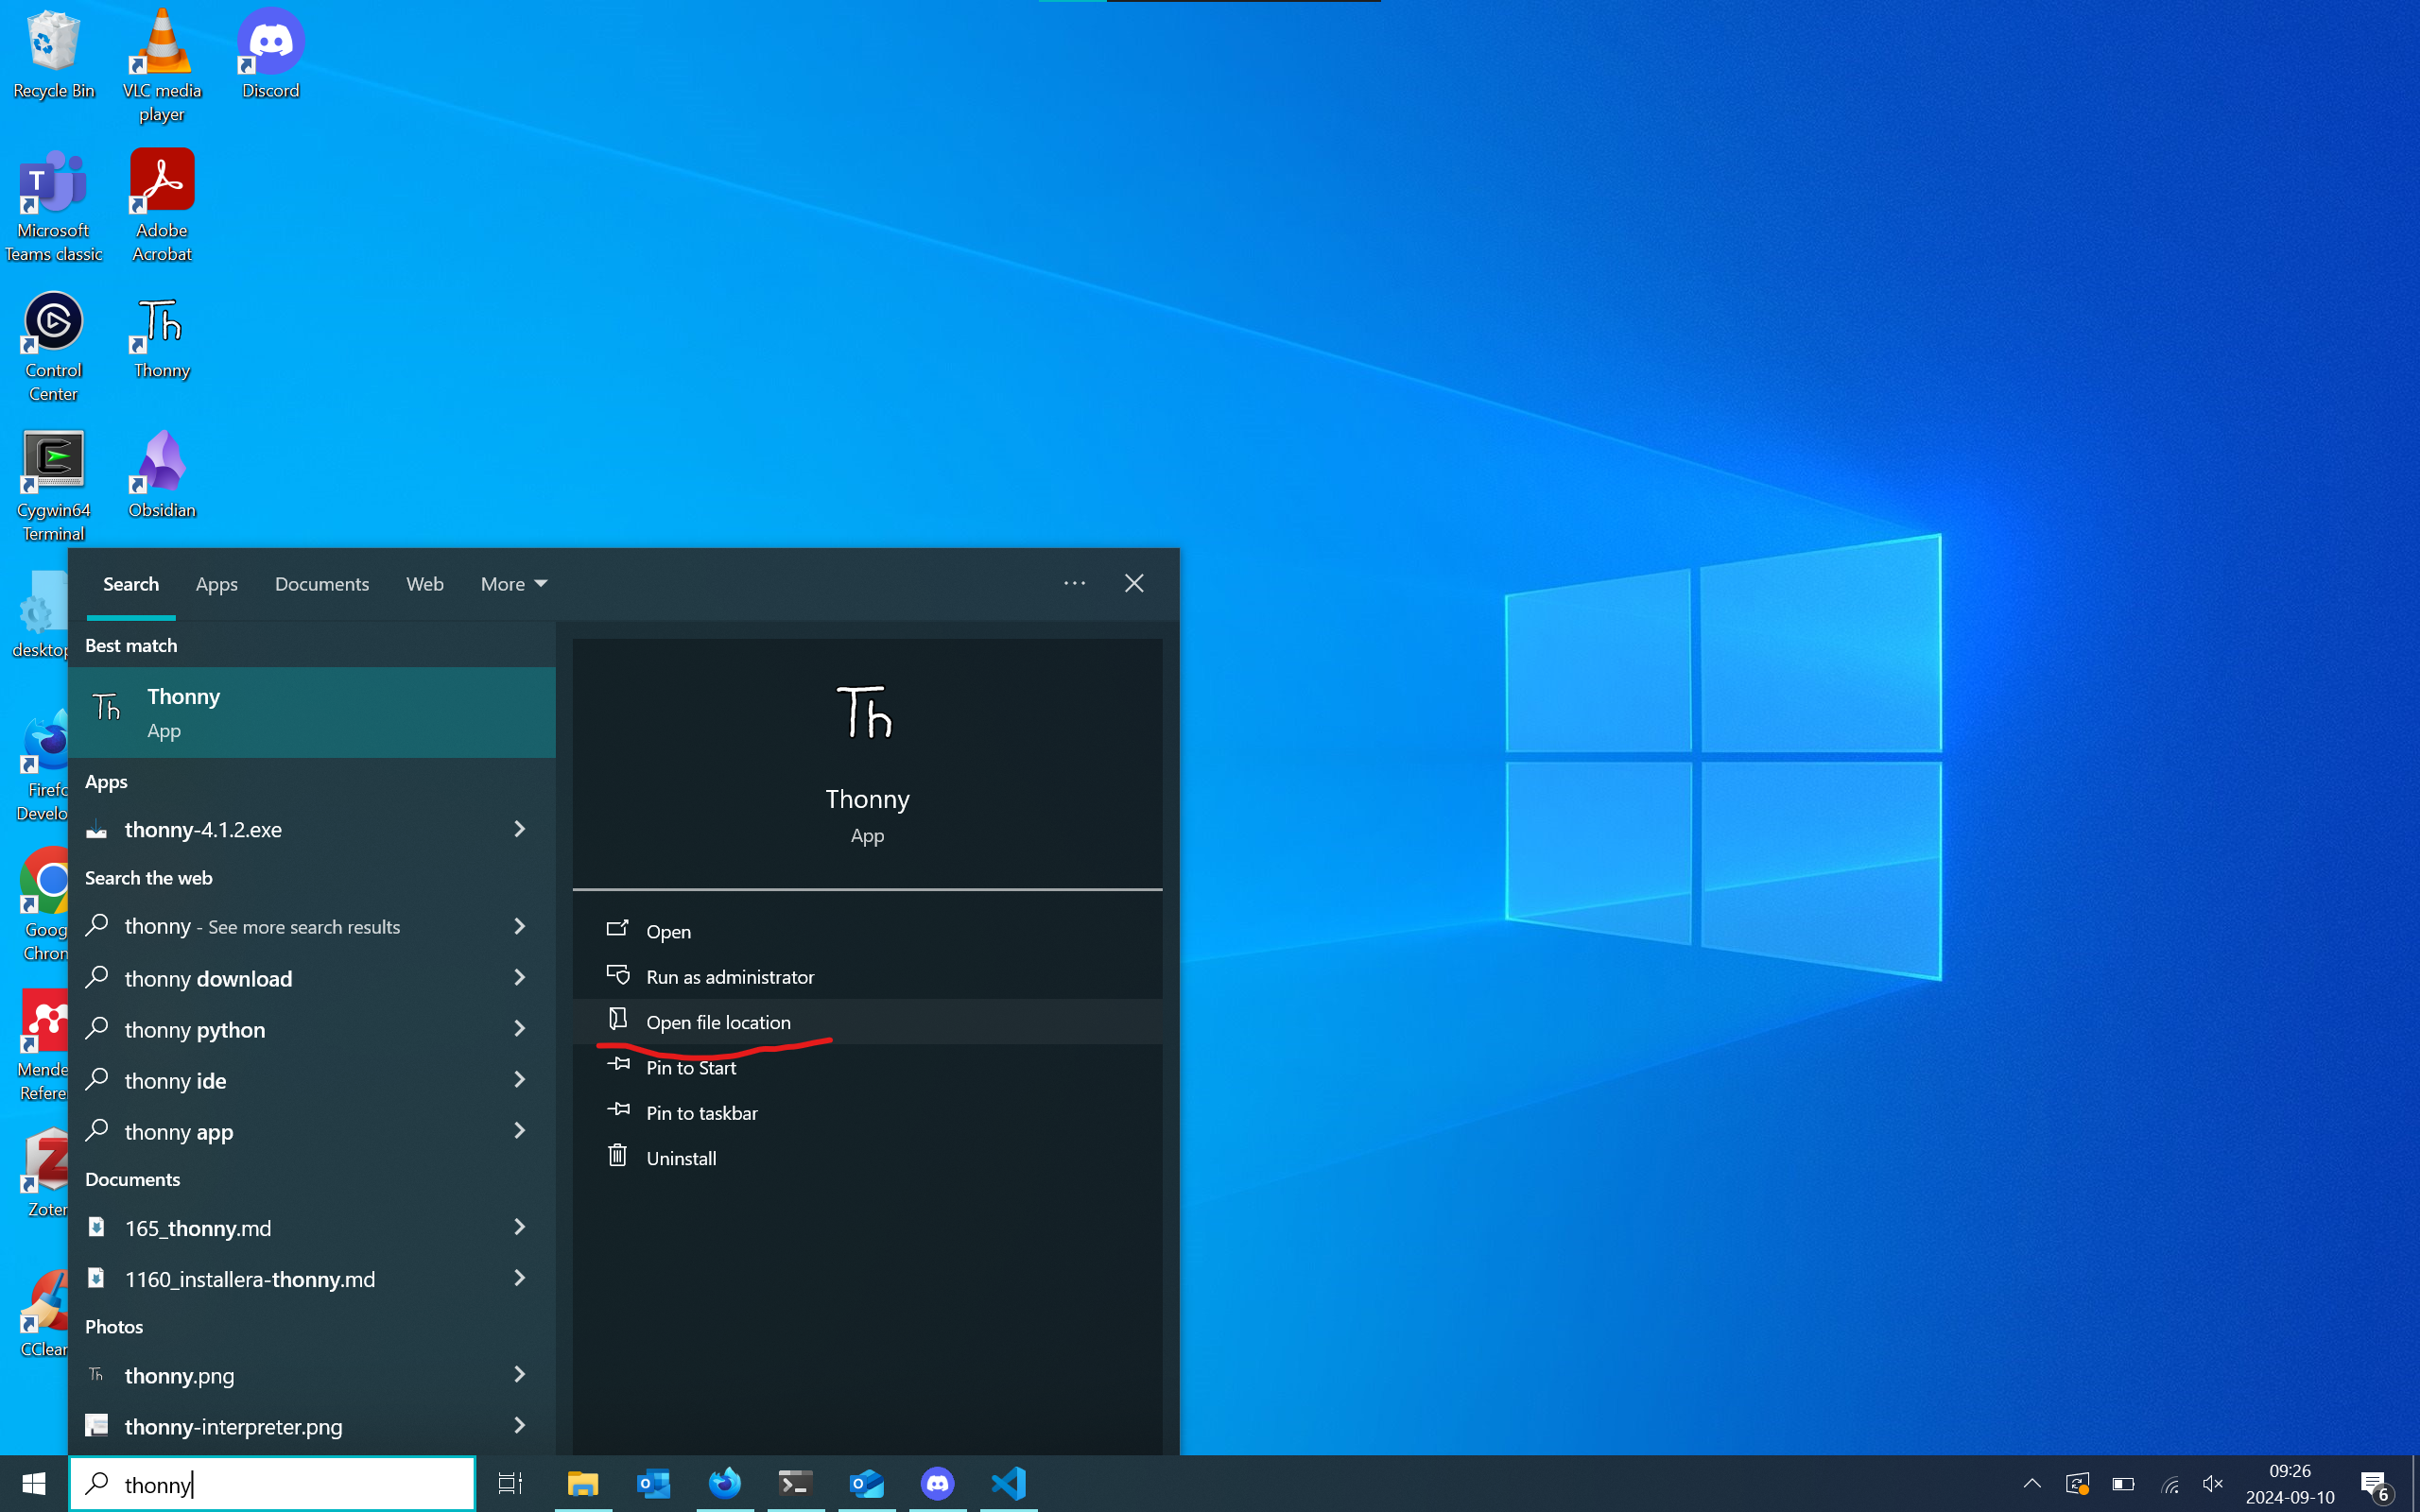 Recycle Bin
VLC media
player
Discord
Microsoft
Teams classic
Adobe
Acrobat
Control
Center
Th
Thonny
Cygwin64
Terminal
Obsidian
desktop
Firefo
Develo
Goog
Chron
Mende
Refere
Zoter
CClean
Search
Apps
Documents
Web
More
Best match
Th
Thonny
App
Apps
thonny-4.1.2.exe
Search the web
thonny - See more search results
thonny download
thonny python
thonny ide
thonny app
Documents
165_thonny.md
1160_installera-thonny.md
Photos
thonny.png
thonny-interpreter.png
Th
Thonny
App
Open
Run as administrator
Open file location
Pin to Start
Pin to taskbar
Uninstall
thonny
09:26
2024-09-10
6